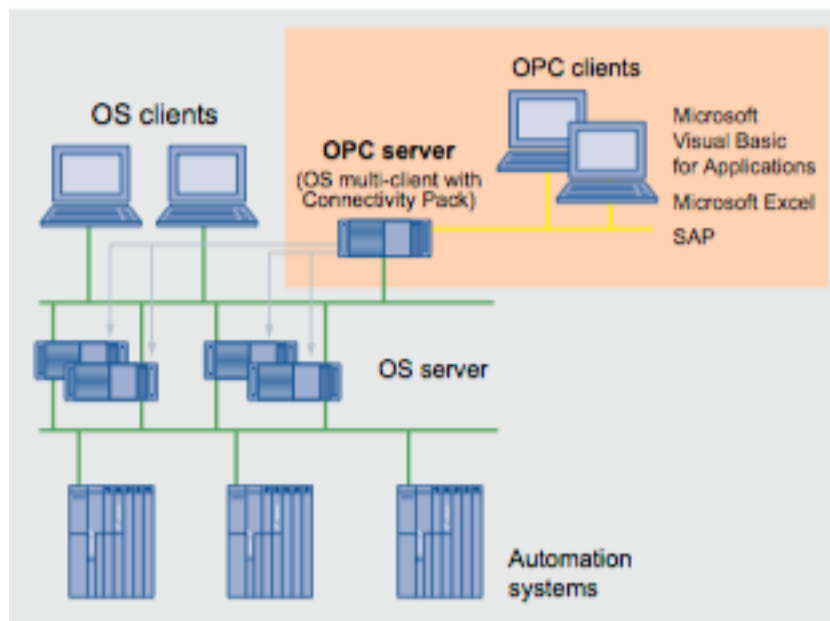 OPC clients
OS clients
Microsoft
Visual Basic
for Applications
OPC server
(OS multi-client with
Connectivity Pack)
Microsoft Excel
SAP
OS server
Automation
systems